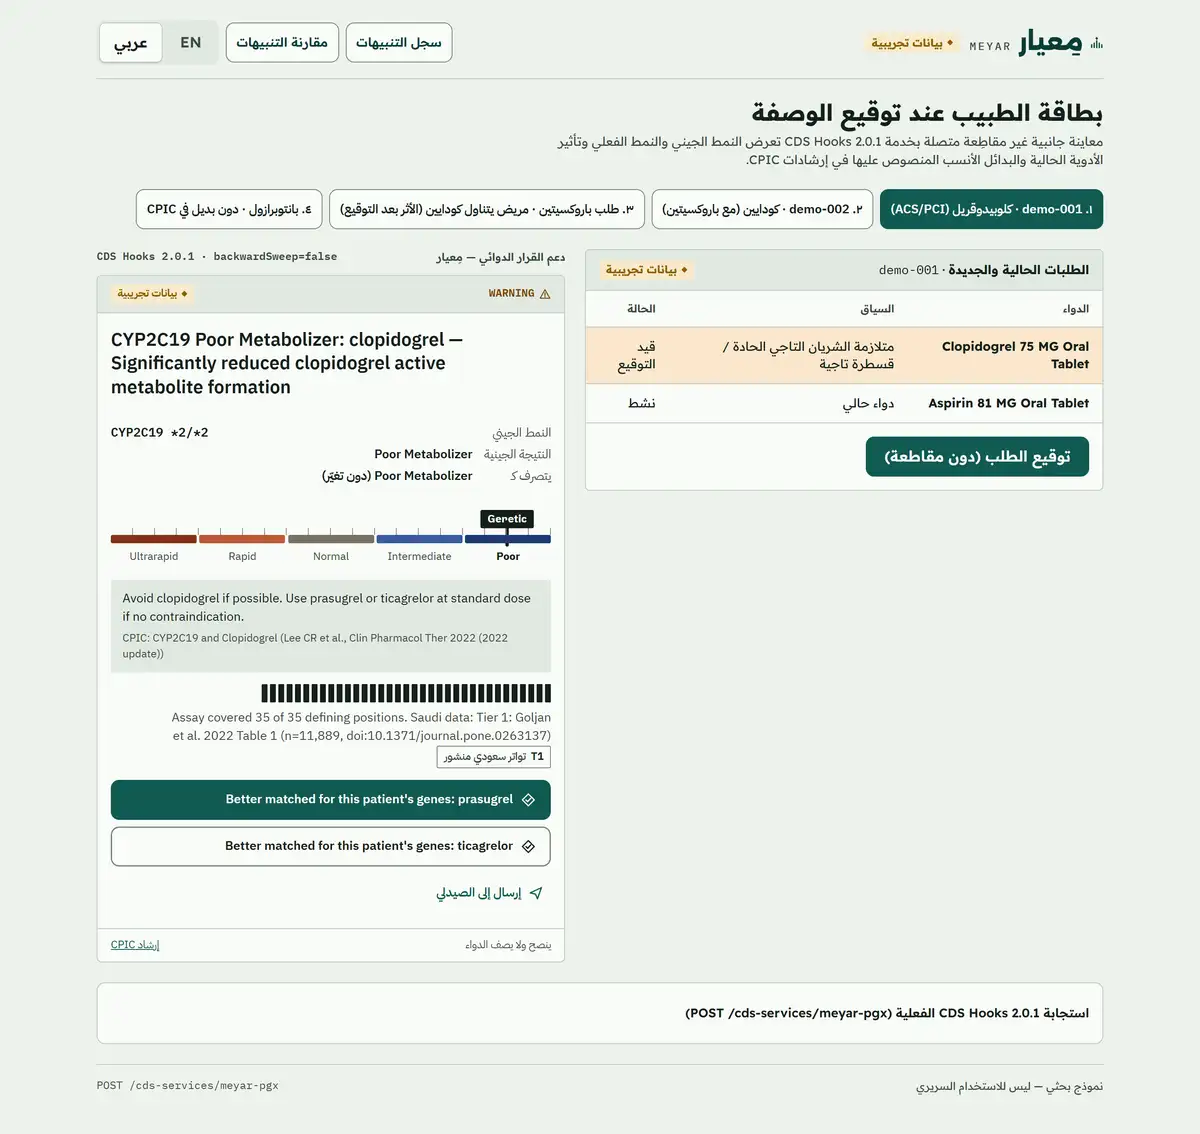 مِعيار MEYAR ◆ بيانات تجريبية
سجل التنبيهات
مقارنة التنبيهات
EN
عربي
بطاقة الطبيب عند توقيع الوصفة
معاينة جانبية غير مقاطِعة متصلة بخدمة CDS Hooks 2.0.1 تعرض النمط الجيني والنمط الفعلي وتأثير
الأدوية الحالية والبدائل الأنسب المنصوص عليها في إرشادات CPIC.
١. demo-001 · كلوبيدوقريل (ACS/PCI)
٢. demo-002 · كودايين (مع باروكسيتين)
٣. طلب باروكسيتين · مريض يتناول كودايين (الأثر بعد التوقيع)
٤. بانتوبرازول · دون بديل في CPIC
الطلبات الحالية والجديدة · demo-001
◆ بيانات تجريبية
الدواء السياق الحالة
Clopidogrel 75 MG Oral
Tablet
متلازمة الشريان التاجي الحادة /
قسطرة تاجية
قيد
التوقيع
Aspirin 81 MG Oral Tablet دواء حالي نشط
توقيع الطلب (دون مقاطعة)
دعم القرار الدوائي — مِعيار
CDS Hooks 2.0.1 · backwardSweep=false
WARNING
◆ بيانات تجريبية
CYP2C19 Poor Metabolizer: clopidogrel —
Significantly reduced clopidogrel active
metabolite formation
النمط الجيني CYP2C19 *2/*2
النتيجة الجينية Poor Metabolizer
يتصرف كـ Poor Metabolizer (دون تغيّر)
Genetic
Ultrarapid Rapid Normal Intermediate Poor
Avoid clopidogrel if possible. Use prasugrel or ticagrelor at standard dose
if no contraindication.
CPIC: CYP2C19 and Clopidogrel (Lee CR et al., Clin Pharmacol Ther 2022 (2022
update))
Assay covered 35 of 35 defining positions. Saudi data: Tier 1: Goljan
et al. 2022 Table 1 (n=11,889, doi:10.1371/journal.pone.0263137)
T1 تواتر سعودي منشور
Better matched for this patient's genes: prasugrel
Better matched for this patient's genes: ticagrelor
إرسال إلى الصيدلي
ينصح ولا يصف الدواء
إرشاد CPIC
استجابة CDS Hooks 2.0.1 الفعلية (POST /cds-services/meyar-pgx)
نموذج بحثي — ليس للاستخدام السريري
POST /cds-services/meyar-pgx